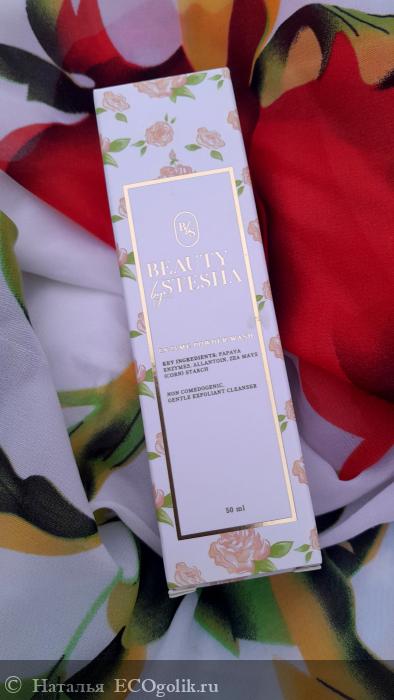 B/S
BEAUTY
by STESHA
ENZYME POWDER WASH
KEY INGREDIENTS: PAPAYA
ENZYMES, ALLANTOIN, ZEA MAYS
(CORN) STARCH
NON COMEDOGENIC,
GENTLE EXFOLIANT CLEANSER
50 ml
© Наталья ECOgolik.ru